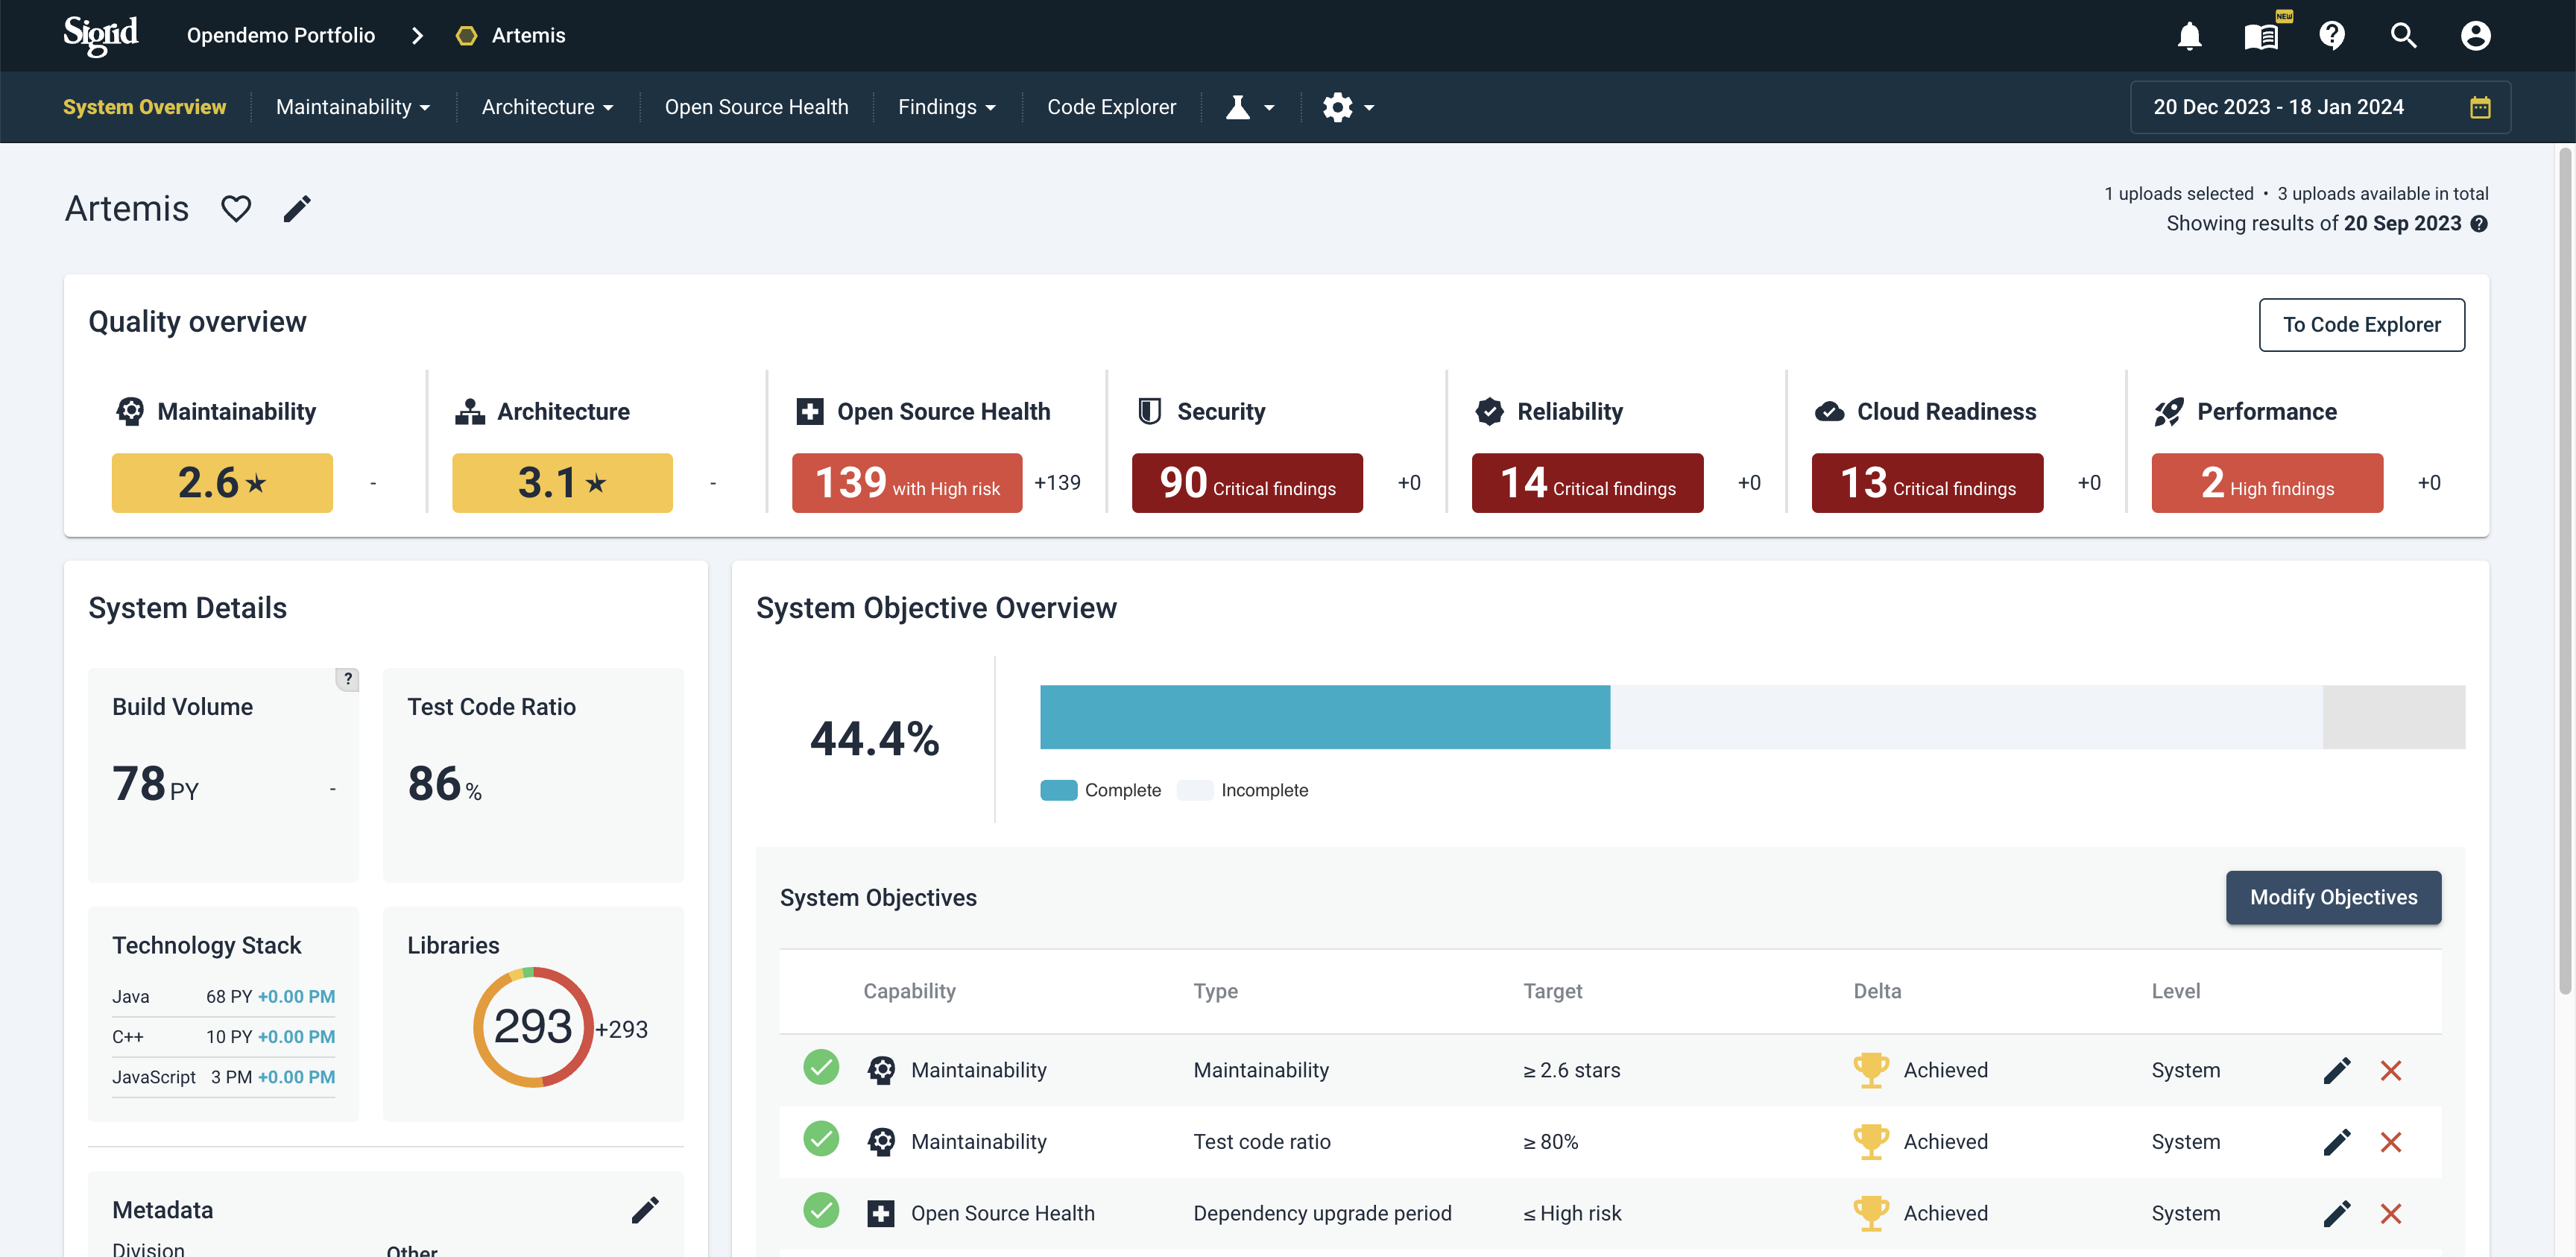 Sigrid
Opendemo Portfolio
Artemis
NEW
System Overview
Maintainability
Architecture
Open Source Health
Findings
Code Explorer
20 Dec 2023 - 18 Jan 2024
Artemis
1 uploads selected • 3 uploads available in total
Showing results of 20 Sep 2023
Quality overview
To Code Explorer
Maintainability
2.6
-
Architecture
3.1
-
Open Source Health
139 with High risk
+139
Security
90 Critical findings
+0
Reliability
14 Critical findings
+0
Cloud Readiness
13 Critical findings
+0
Performance
2 High findings
+0
System Details
?
Build Volume
78 PY
-
Test Code Ratio
86 %
Technology Stack
Java 68 PY +0.00 PM
C++ 10 PY +0.00 PM
JavaScript 3 PM +0.00 PM
Libraries
293 +293
Metadata
Division Other
System Objective Overview
44.4%
Complete Incomplete
System Objectives
Modify Objectives
Capability Type Target Delta Level
Maintainability Maintainability ≥ 2.6 stars Achieved System
Maintainability Test code ratio ≥ 80% Achieved System
Open Source Health Dependency upgrade period ≤ High risk Achieved System